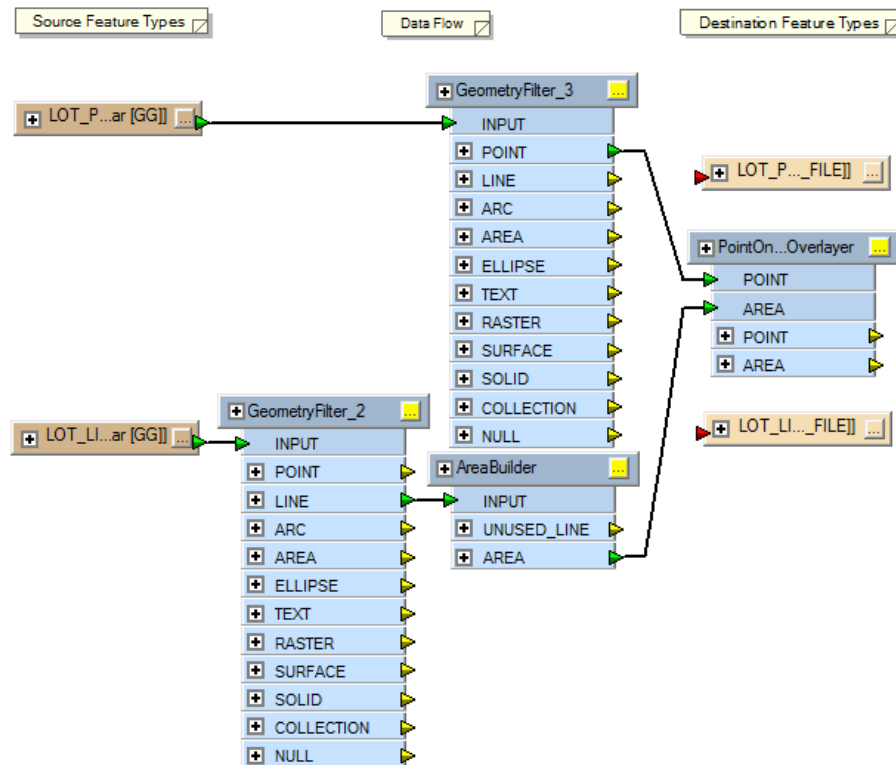 Source Feature Types
Data Flow
Destination Feature Types
LOT_P...ar [GG]] ...
GeometryFilter_3 ...
INPUT
POINT
LINE
ARC
AREA
ELLIPSE
TEXT
RASTER
SURFACE
SOLID
COLLECTION
NULL
LOT_P..._FILE]] ...
PointOn...Overlayer ...
POINT
AREA
POINT
AREA
LOT_LI..._FILE]] ...
LOT_LI...ar [GG]] ...
GeometryFilter_2 ...
INPUT
POINT
LINE
ARC
AREA
ELLIPSE
TEXT
RASTER
SURFACE
SOLID
COLLECTION
NULL
AreaBuilder ...
INPUT
UNUSED_LINE
AREA